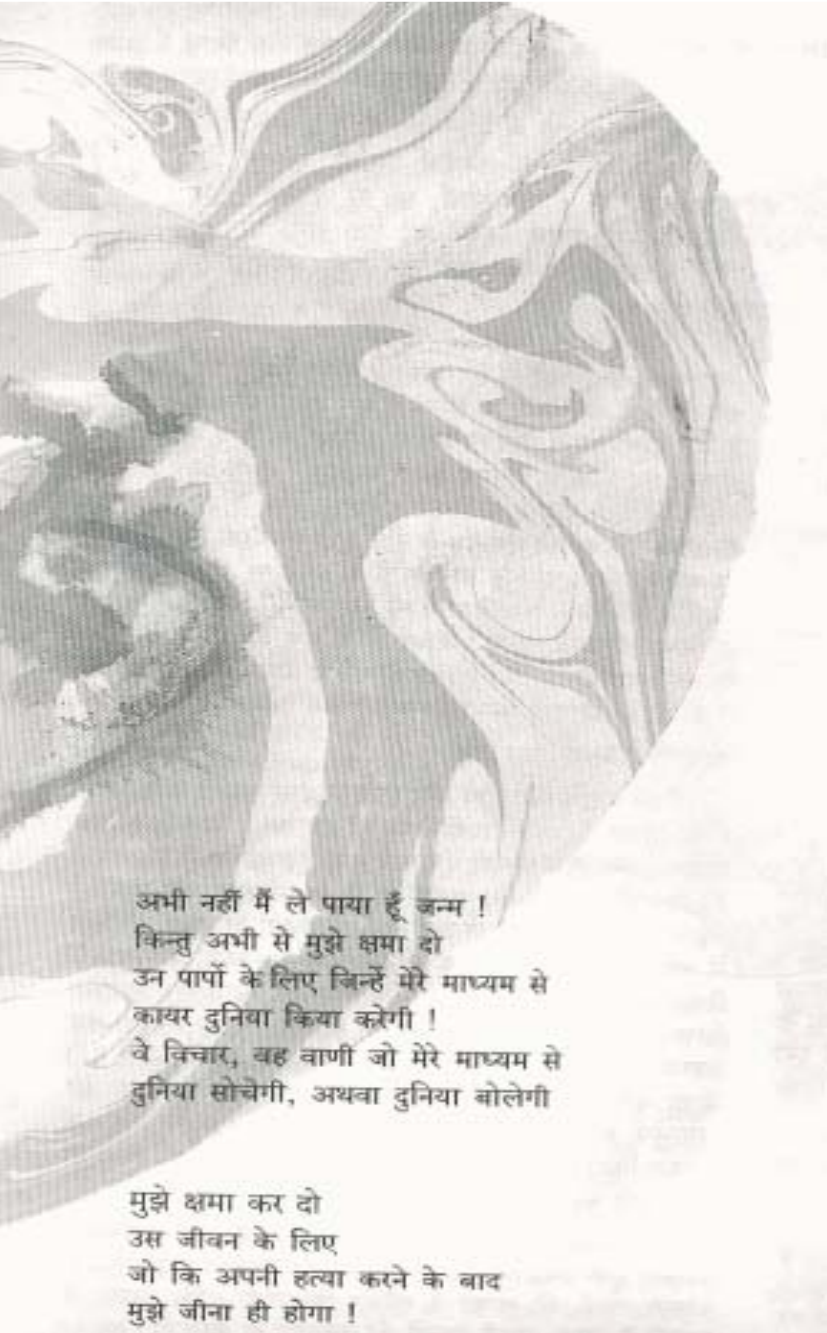 अभी नहीं मैं ले पाया हूँ जन्म !
किन्तु अभी से मुझे क्षमा दो
उन पापों के लिए जिन्हें मेरे माध्यम से
कायर दुनिया किया करेगी !
वे विचार, वह वाणी जो मेरे माध्यम से
दुनिया सोचेगी, अथवा दुनिया बोलेगी
मुझे क्षमा कर दो
उस जीवन के लिए
जो कि अपनी हत्या करने के बाद
मुझे जीना ही होगा !